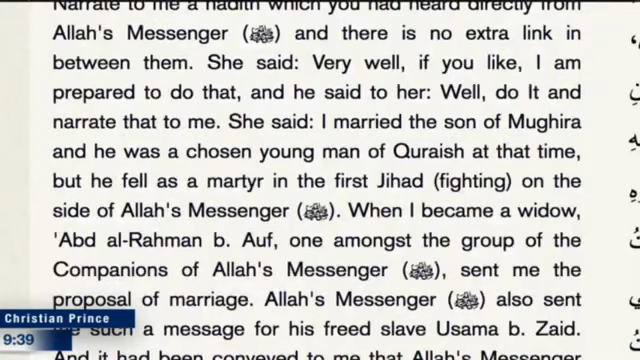 Narrate to me a hadith which you had heard directly from
Allah's Messenger (ﷺ) and there is no extra link in
between them. She said: Very well, if you like, I am
prepared to do that, and he said to her: Well, do It and
narrate that to me. She said: I married the son of Mughira
and he was a chosen young man of Quraish at that time,
but he fell as a martyr in the first Jihad (fighting) on the
side of Allah's Messenger (ﷺ). When I became a widow,
'Abd al-Rahman b. Auf, one amongst the group of the
Companions of Allah's Messenger (ﷺ), sent me the
proposal of marriage. Allah's Messenger (ﷺ) also sent
me such a message for his freed slave Usama b. Zaid.
And it had been conveyed to me that Allah's Messenger
Christian Prince
9:39